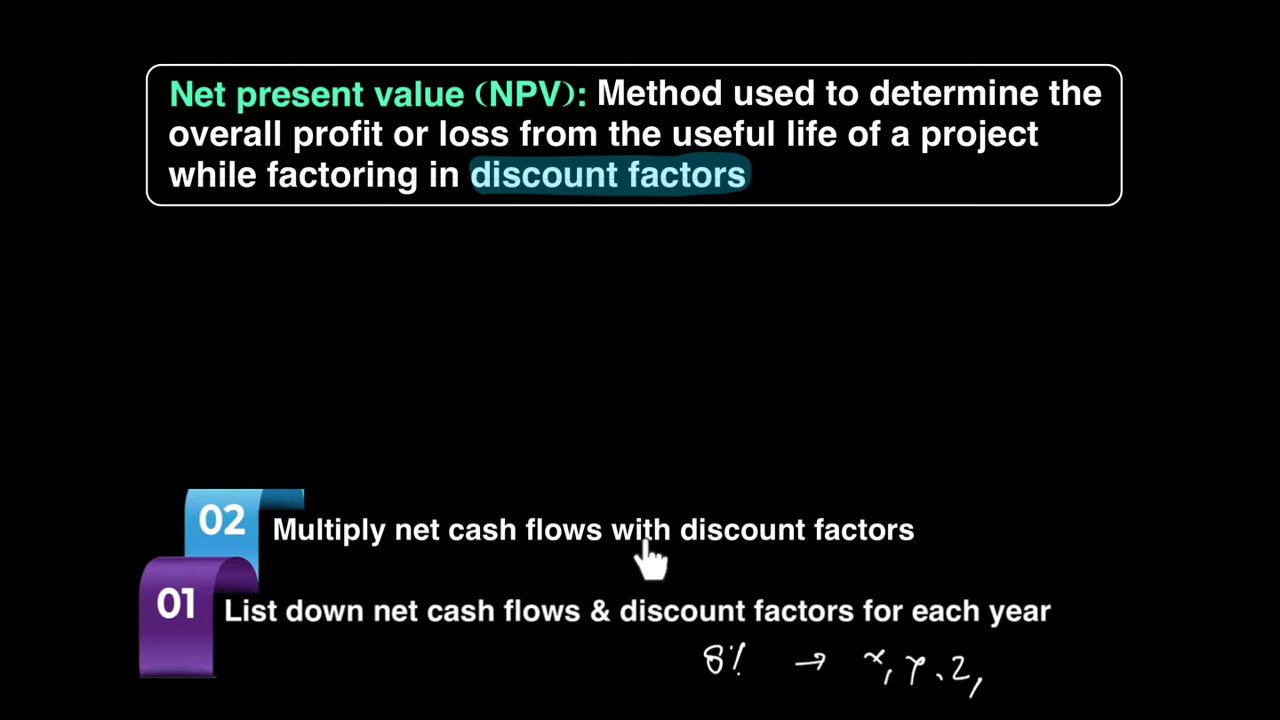 Net present value (NPV): Method used to determine the
overall profit or loss from the useful life of a project
while factoring in discount factors
02 Multiply net cash flows with discount factors
01 List down net cash flows & discount factors for each year
8% → x, y, z,